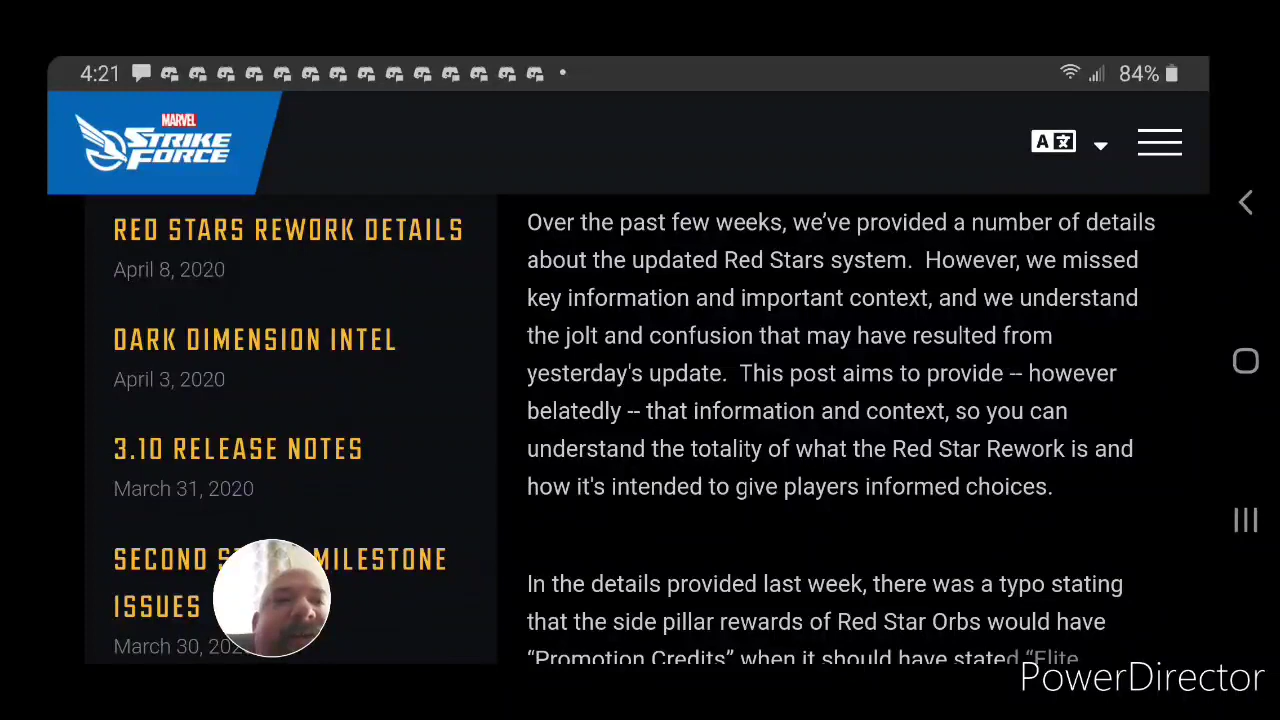 4:21
84%
MARVEL
STRIKE
FORCE
A文
RED STARS REWORK DETAILS
April 8, 2020
DARK DIMENSION INTEL
April 3, 2020
3.10 RELEASE NOTES
March 31, 2020
SECOND MILESTONE
ISSUES
March 30,
Over the past few weeks, we’ve provided a number of details
about the updated Red Stars system.  However, we missed
key information and important context, and we understand
the jolt and confusion that may have resulted from
yesterday's update.  This post aims to provide -- however
belatedly -- that information and context, so you can
understand the totality of what the Red Star Rework is and
how it's intended to give players informed choices.
In the details provided last week, there was a typo stating
that the side pillar rewards of Red Star Orbs would have
“Promotion Credits” when it should have stated “Elite
PowerDirector